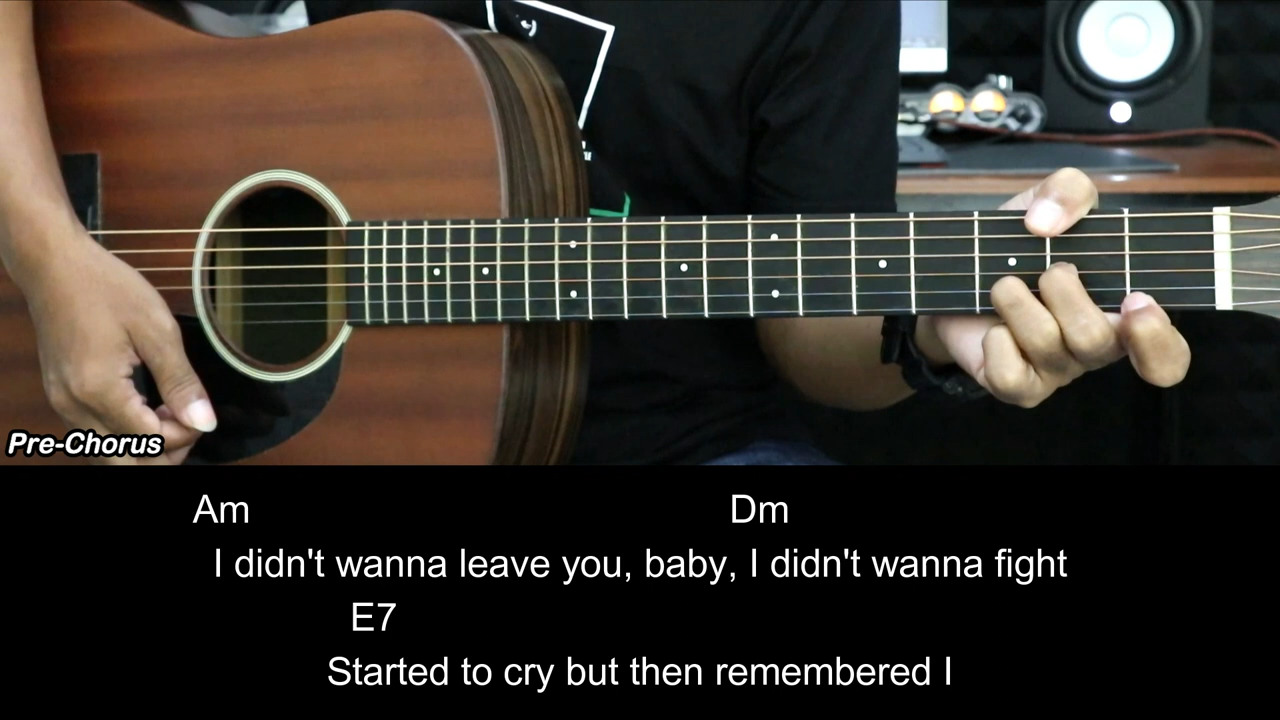 Pre-Chorus
Am Dm
I didn't wanna leave you, baby, I didn't wanna fight
E7
Started to cry but then remembered I